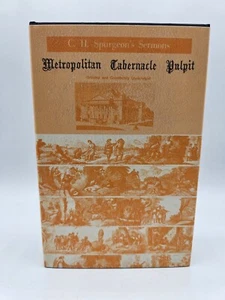 C. H. Spurgeon's Sermons
Metropolitan Tabernacle Pulpit